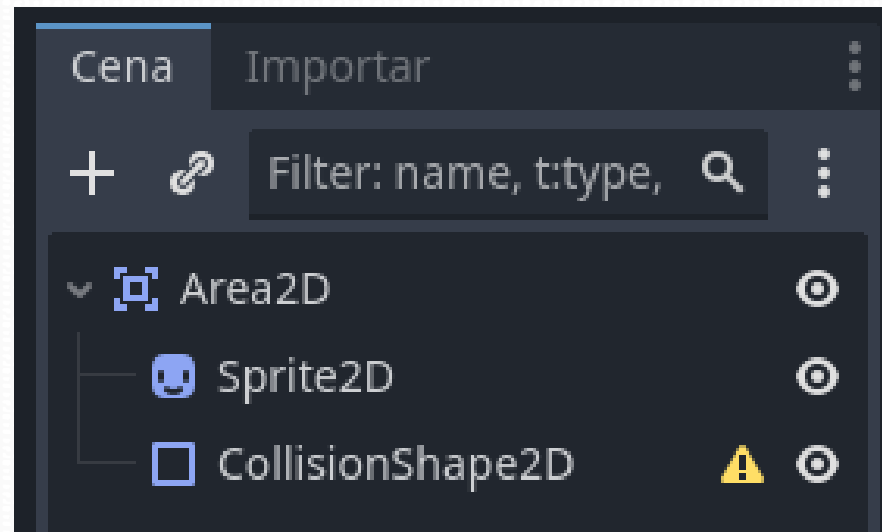 Cena Importar
Filter: name, t:type,
Area2D
Sprite2D
CollisionShape2D